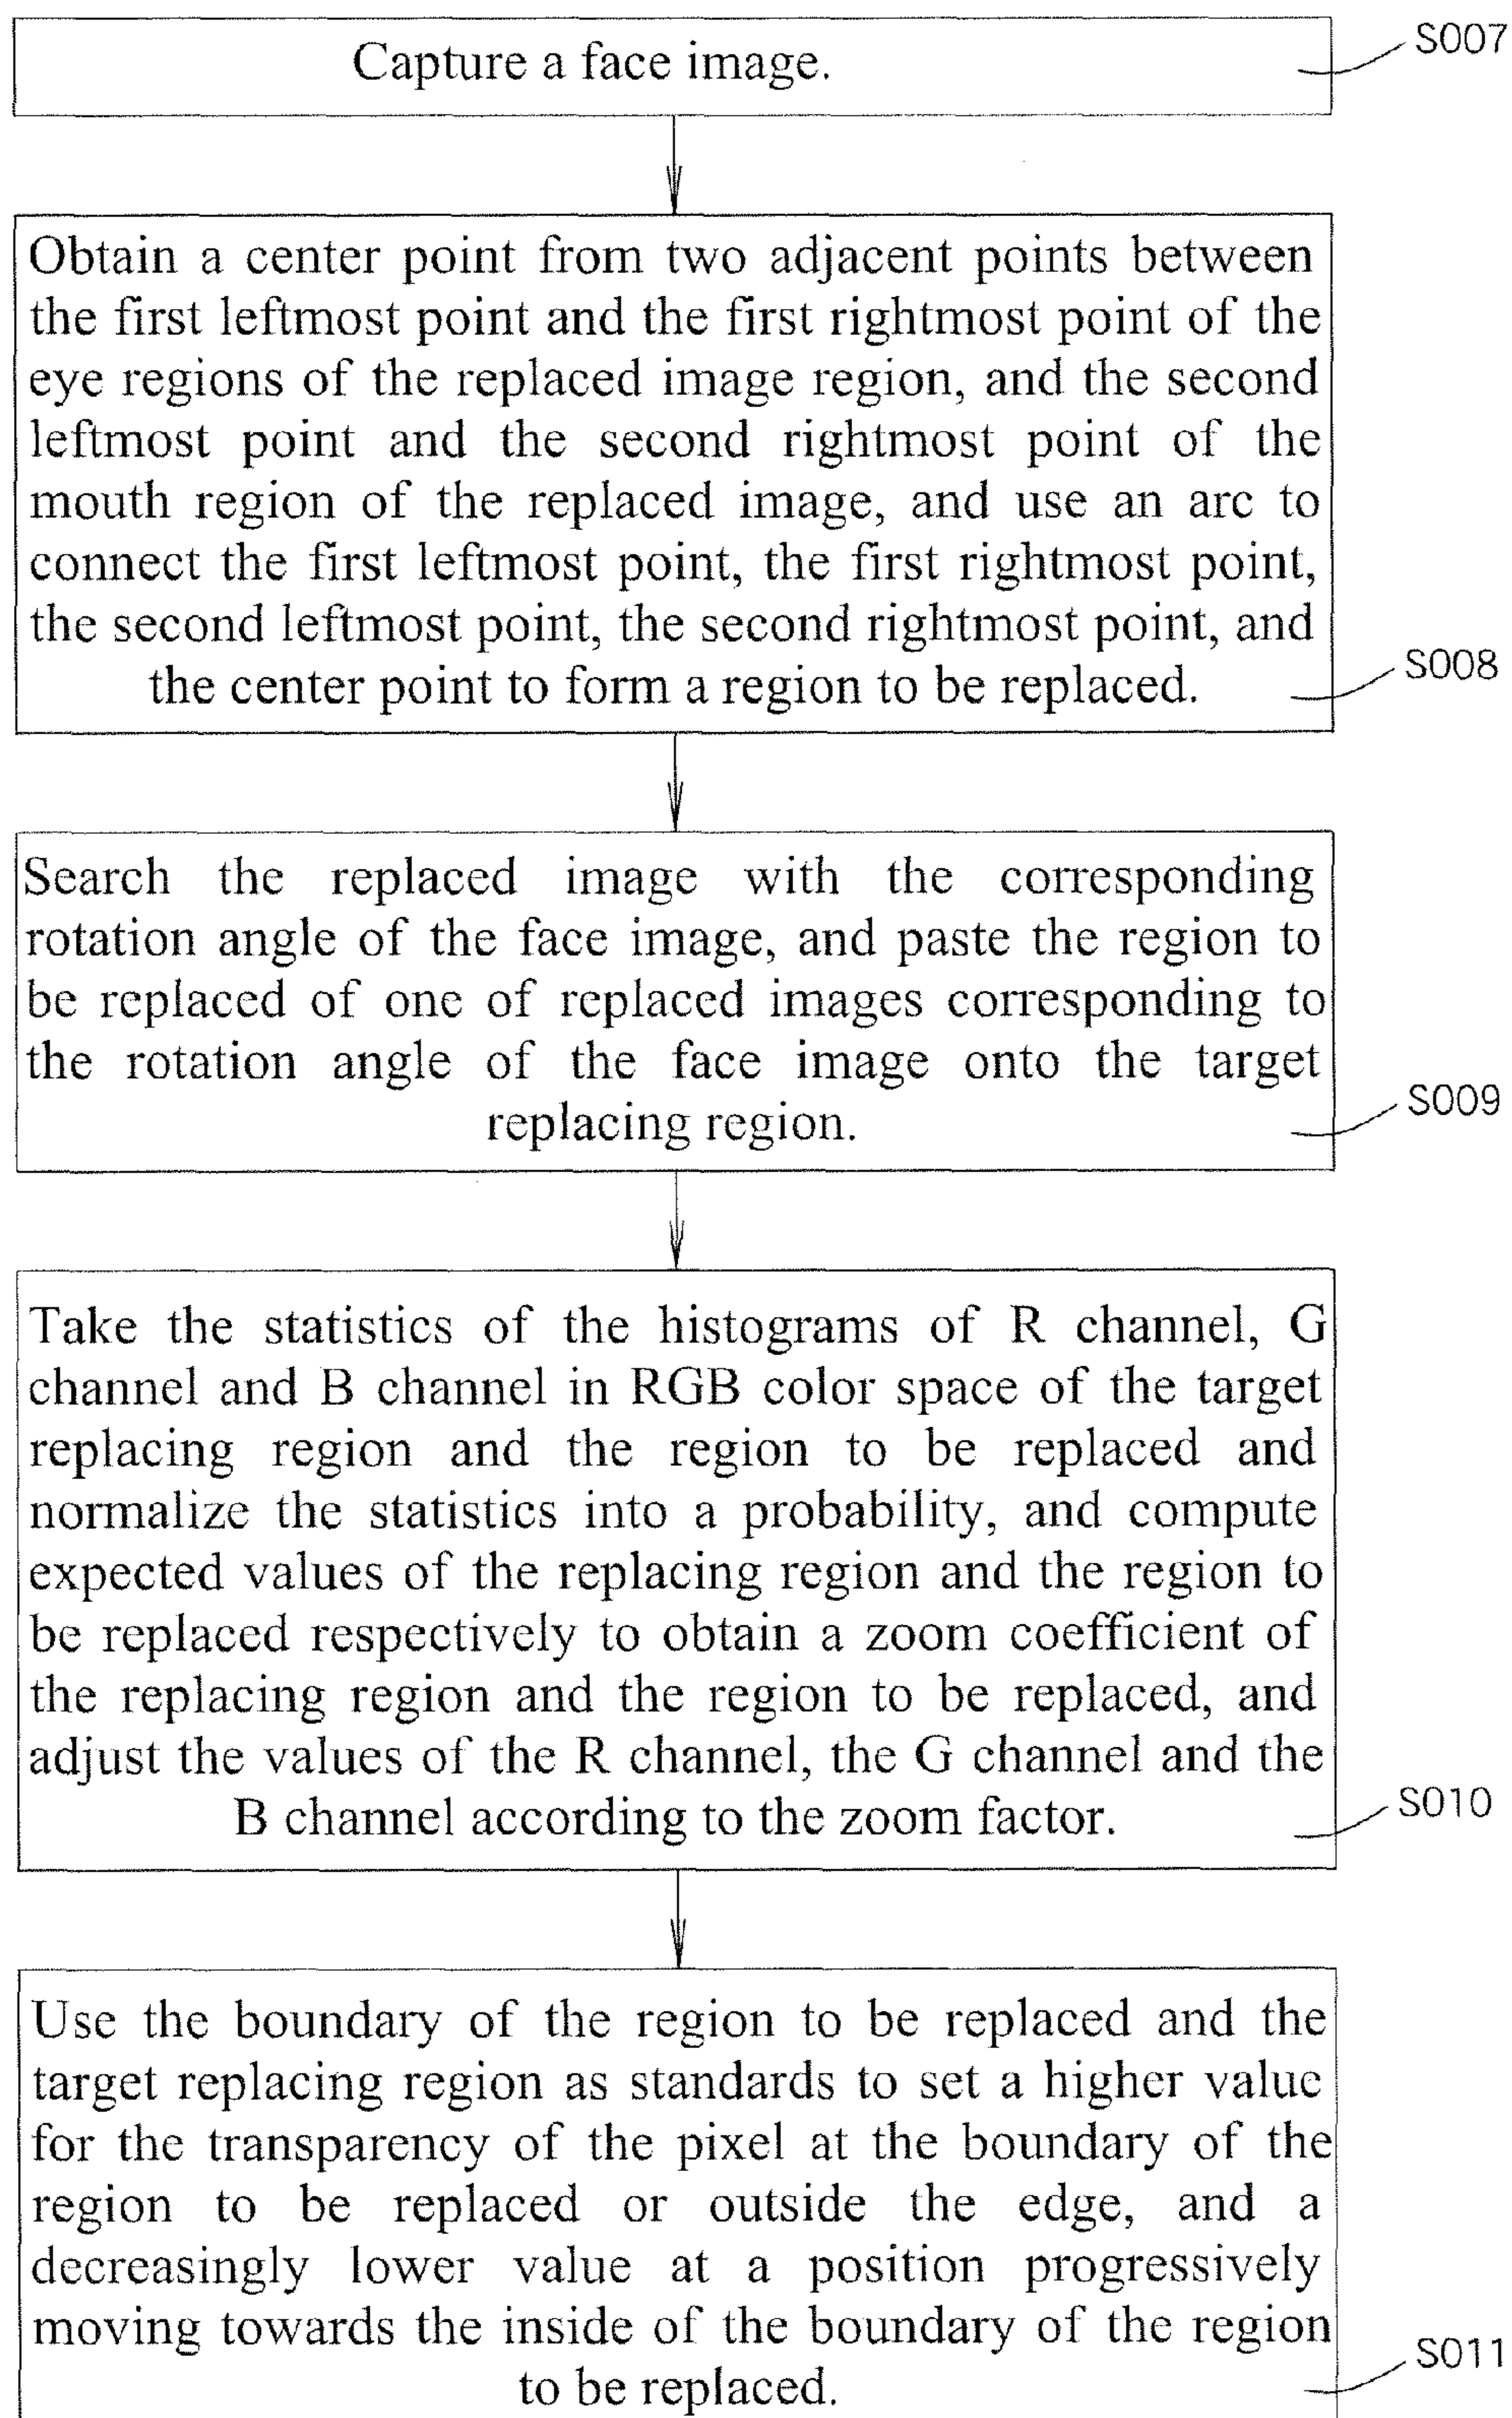 Capture a face image.
S007
Obtain a center point from two adjacent points between
the first leftmost point and the first rightmost point of the
eye regions of the replaced image region, and the second
leftmost point and the second rightmost point of the
mouth region of the replaced image, and use an arc to
connect the first leftmost point, the first rightmost point,
the second leftmost point, the second rightmost point, and
the center point to form a region to be replaced.
S008
Search the replaced image with the corresponding
rotation angle of the face image, and paste the region to
be replaced of one of replaced images corresponding to
the rotation angle of the face image onto the target
replacing region.
S009
Take the statistics of the histograms of R channel, G
channel and B channel in RGB color space of the target
replacing region and the region to be replaced and
normalize the statistics into a probability, and compute
expected values of the replacing region and the region to
be replaced respectively to obtain a zoom coefficient of
the replacing region and the region to be replaced, and
adjust the values of the R channel, the G channel and the
B channel according to the zoom factor.
S010
Use the boundary of the region to be replaced and the
target replacing region as standards to set a higher value
for the transparency of the pixel at the boundary of the
region to be replaced or outside the edge, and a
decreasingly lower value at a position progressively
moving towards the inside of the boundary of the region
to be replaced.
S011